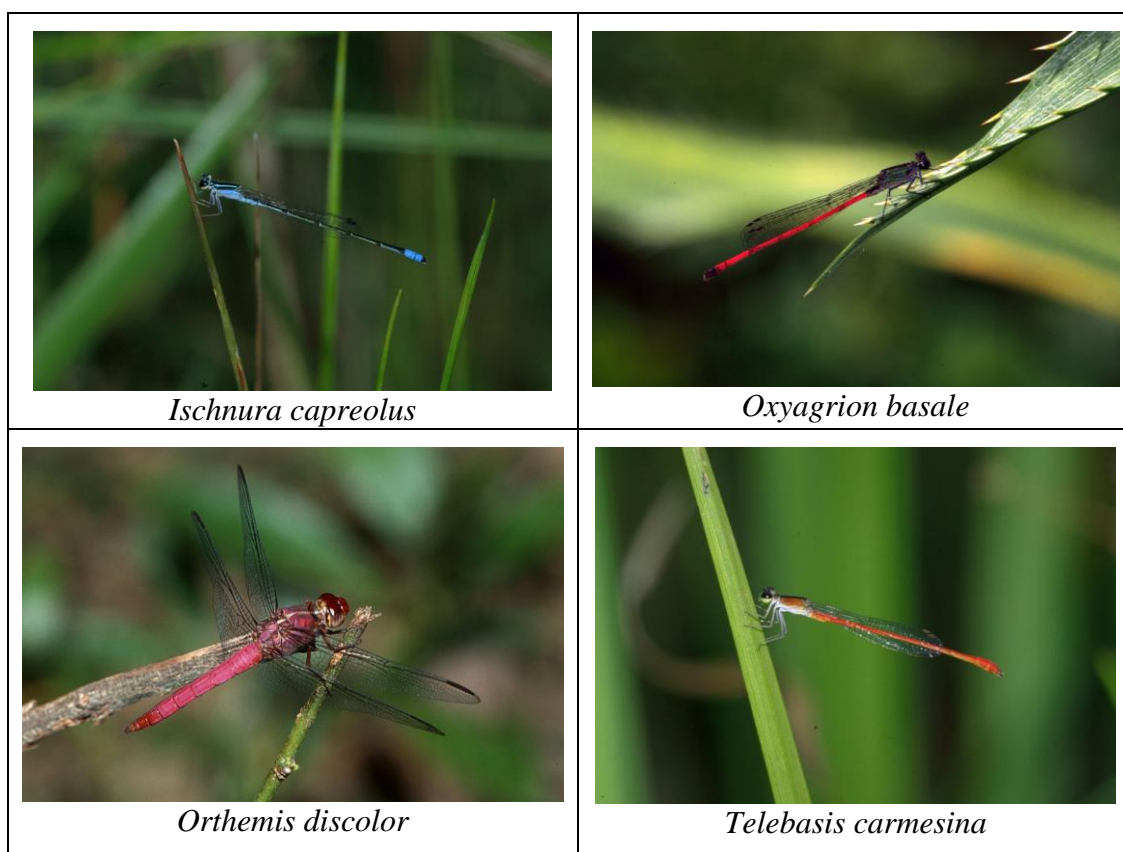 Ischnura capreolus
Oxyagrion basale
Orthemis discolor
Telebasis carmesina